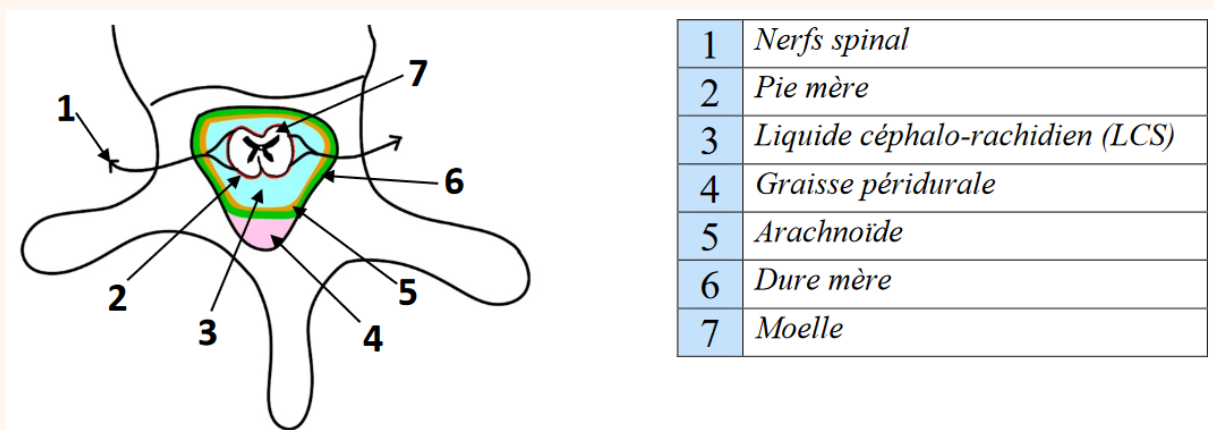 7
1
6
2
3
5
4
1 Nerfs spinal
2 Pie mère
3 Liquide céphalo-rachidien (LCS)
4 Graisse péridurale
5 Arachnoïde
6 Dure mère
7 Moelle